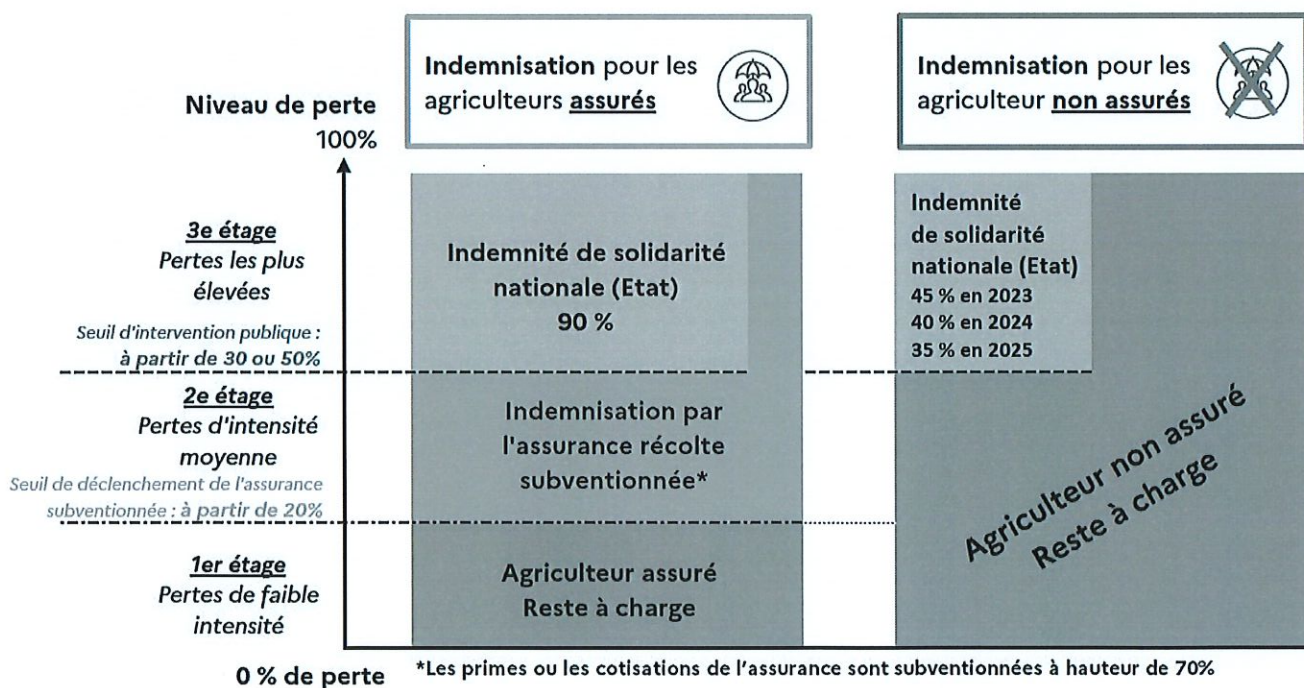 Indemnisation pour les
agriculteurs assurés
Indemnisation pour les
agriculteur non assurés
Niveau de perte
100%
3e étage
Pertes les plus
élevées
Seuil d'intervention publique :
à partir de 30 ou 50%
2e étage
Pertes d'intensité
moyenne
Seuil de déclenchement de l'assurance
subventionnée : à partir de 20%
1er étage
Pertes de faible
intensité
0 % de perte
Indemnité de solidarité
nationale (Etat)
90 %
Indemnisation par
l'assurance récolte
subventionnée*
Agriculteur assuré
Reste à charge
Indemnité
de solidarité
nationale (Etat)
45 % en 2023
40 % en 2024
35 % en 2025
Agriculteur non assuré
Reste à charge
*Les primes ou les cotisations de l'assurance sont subventionnées à hauteur de 70%